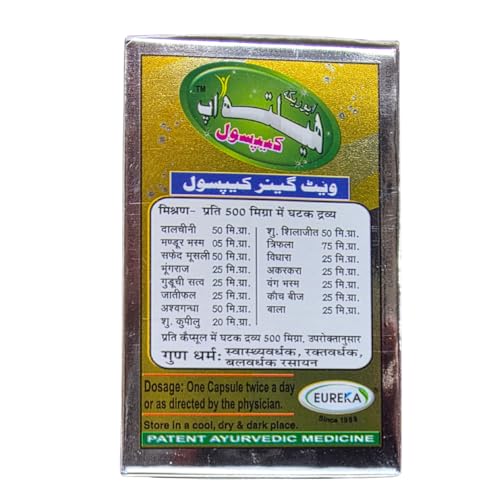 TM
یوریکا
ہیلتھ اپ
کیپسول
ویٹ گینر کیپسول
मिश्रण- प्रति 500 मिग्रा में घटक द्रव्य
दालचीनी 50 मि.ग्रा. शु. शिलाजीत 50 मि.ग्रा.
मण्डूर भस्म 05 मि.ग्रा. त्रिफला 75 मि.ग्रा.
सफेद मूसली 50 मि.ग्रा. विधारा 25 मि.ग्रा.
भृंगराज 25 मि.ग्रा. अकरकरा 25 मि.ग्रा.
गुडूची सत्व 25 मि.ग्रा. वंग भस्म 25 मि.ग्रा.
जातीफल 25 मि.ग्रा. कौच बीज 25 मि.ग्रा.
अश्वगन्धा 50 मि.ग्रा. बाला 25 मि.ग्रा.
शु. कुपीलु 20 मि.ग्रा.
प्रति कैप्सूल में घटक द्रव्य 500 मिग्रा. उपरोक्तानुसार
गुण धर्म: स्वास्थ्यवर्धक, रक्तवर्धक,
बलवर्धक रसायन
Dosage: One Capsule twice a day
or as directed by the physician.
EUREKA
Since 1988
Store in a cool, dry & dark place.
PATENT AYURVEDIC MEDICINE